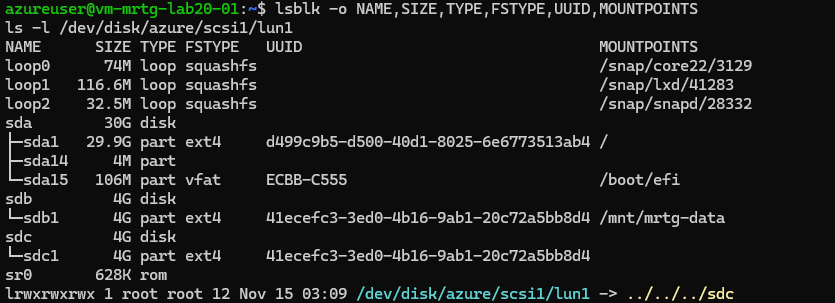 azureuser@vm-mrtg-lab20-01:~$ lsblk -o NAME,SIZE,TYPE,FSTYPE,UUID,MOUNTPOINTS
ls -l /dev/disk/azure/scsi1/lun1
NAME      SIZE TYPE FSTYPE   UUID                                 MOUNTPOINTS
loop0      74M loop squashfs                                      /snap/core22/3129
loop1   116.6M loop squashfs                                      /snap/lxd/41283
loop2    32.5M loop squashfs                                      /snap/snapd/28332
sda        30G disk
├─sda1   29.9G part ext4     d499c9b5-d500-40d1-8025-6e6773513ab4 /
├─sda14     4M part
└─sda15   106M part vfat     ECBB-C555                            /boot/efi
sdb         4G disk
└─sdb1      4G part ext4     41ecefc3-3ed0-4b16-9ab1-20c72a5bb8d4 /mnt/mrtg-data
sdc         4G disk
└─sdc1      4G part ext4     41ecefc3-3ed0-4b16-9ab1-20c72a5bb8d4
sr0       628K rom
lrwxrwxrwx 1 root root 12 Nov 15 03:09 /dev/disk/azure/scsi1/lun1 -> ../../../sdc